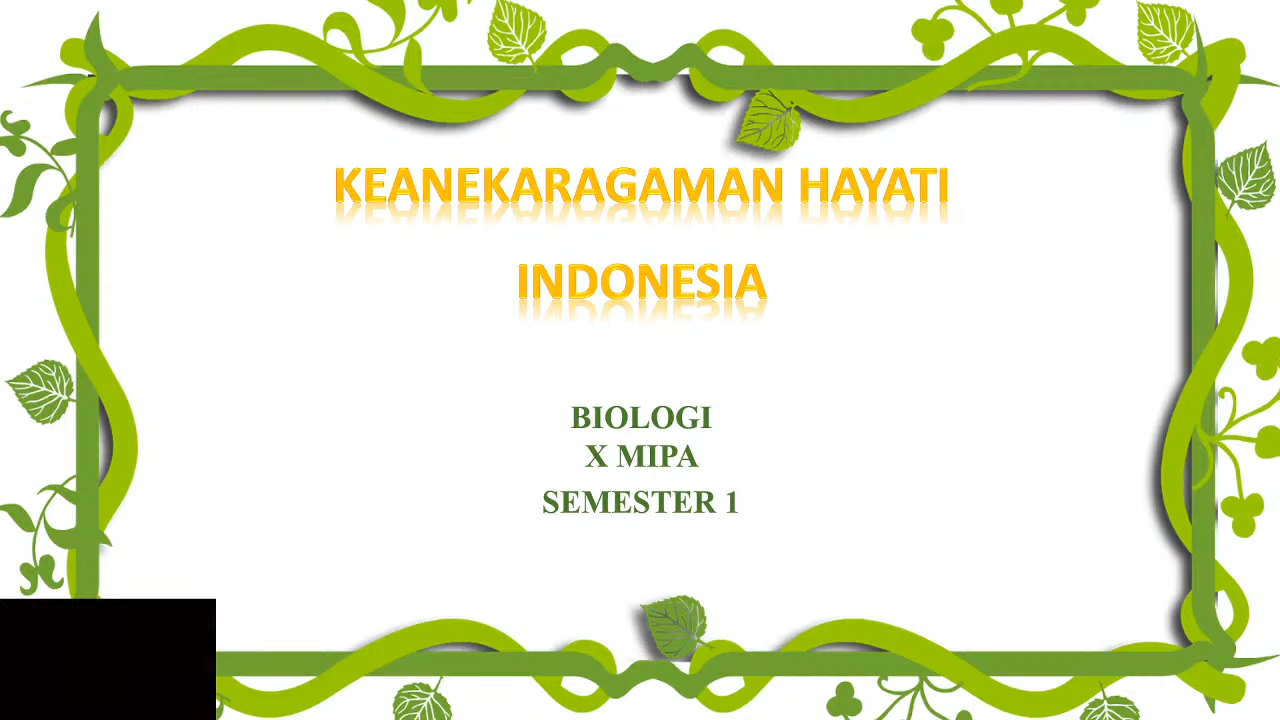 KEANEKARAGAMAN HAYATI
INDONESIA
BIOLOGI
X MIPA
SEMESTER 1